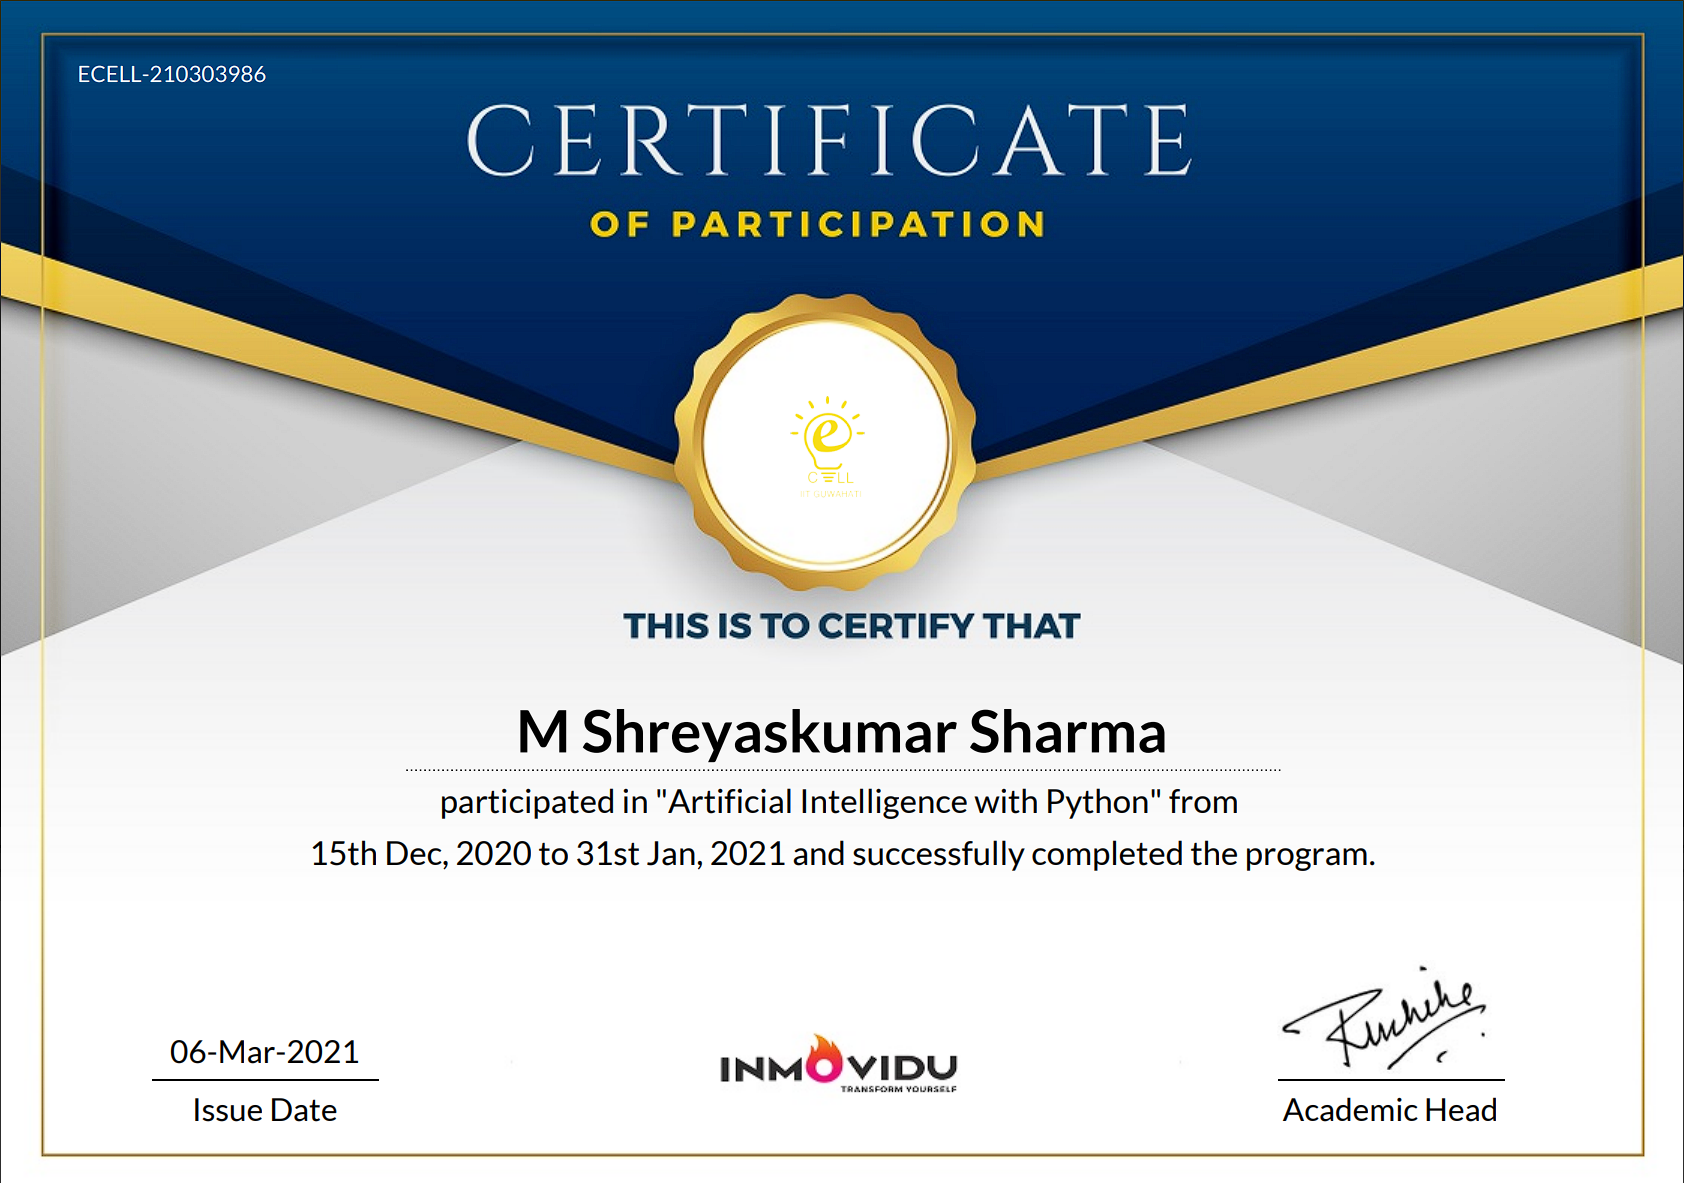 ECELL-210303986
CERTIFICATE
OF PARTICIPATION
e
CELL
IIT GUWAHATI
THIS IS TO CERTIFY THAT
M Shreyaskumar Sharma
participated in "Artificial Intelligence with Python" from
15th Dec, 2020 to 31st Jan, 2021 and successfully completed the program.
06-Mar-2021
Issue Date
INMOVIDU
TRANSFORM YOURSELF
Academic Head